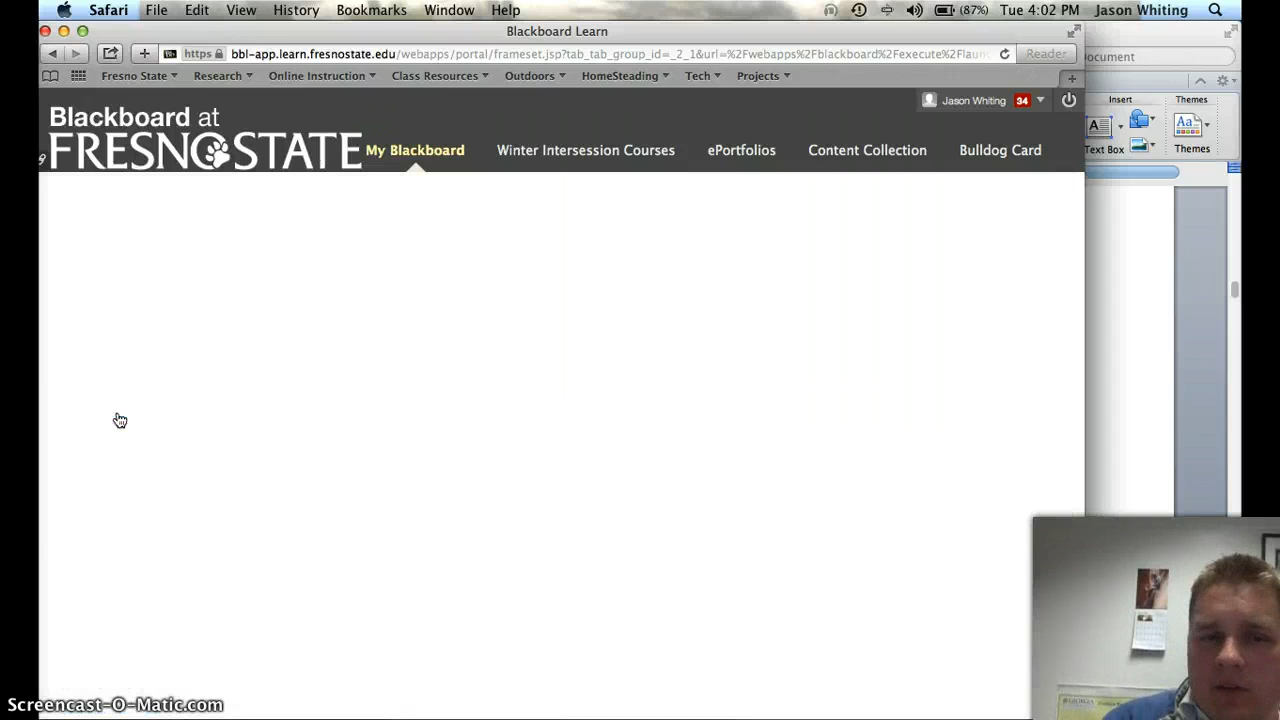 Safari File Edit View History Bookmarks Window Help (87%) Tue 4:02 PM Jason Whiting
Blackboard Learn
https bbl-app.learn.fresnostate.edu/webapps/portal/frameset.jsp?tab_tab_group_id=_2_1&url=%2Fwebapps%2Fblackboard%2Fexecute%2Flaun Reader
ocument
Fresno State Research Online Instruction Class Resources Outdoors HomeSteading Tech Projects
Insert Themes
Jason Whiting 34
Blackboard at
FRESNO STATE
My Blackboard Winter Intersession Courses ePortfolios Content Collection Bulldog Card
Text Box Themes
Screencast-O-Matic.com